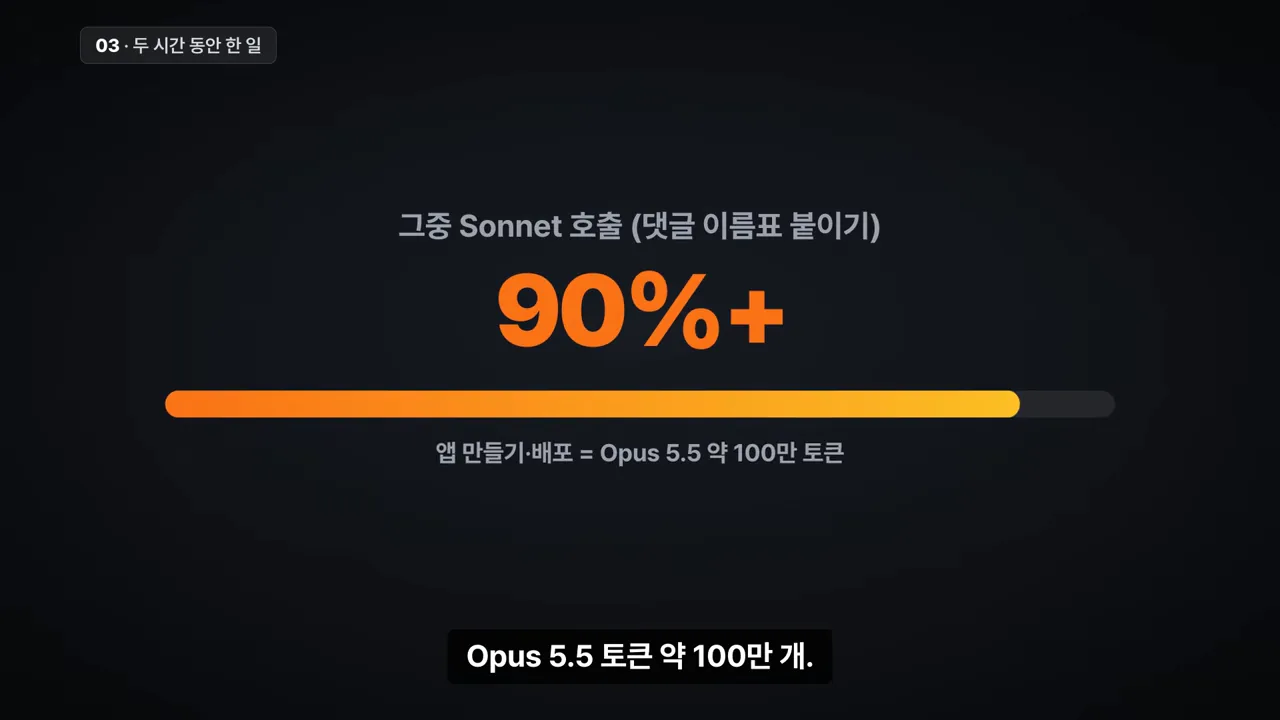 03 · 두 시간 동안 한 일
그중 Sonnet 호출 (댓글 이름표 붙이기)
90%+
앱 만들기·배포 = Opus 5.5 약 100만 토큰
Opus 5.5 토큰 약 100만 개.